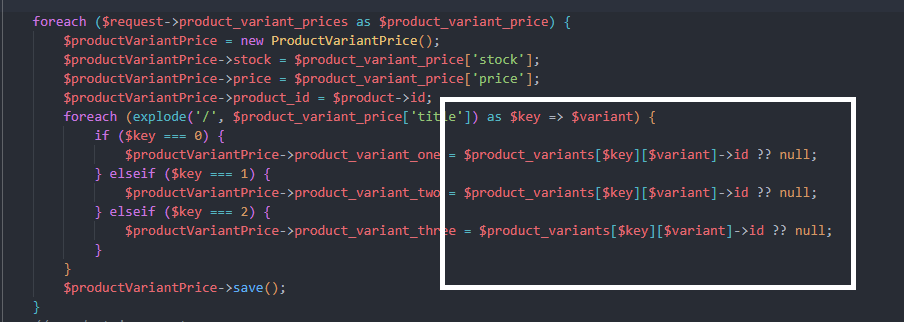 foreach ($request->product_variant_prices as $product_variant_price) {
$productVariantPrice = new ProductVariantPrice();
$productVariantPrice->stock = $product_variant_price['stock'];
$productVariantPrice->price = $product_variant_price['price'];
$productVariantPrice->product_id = $product->id;
foreach (explode('/', $product_variant_price['title']) as $key => $variant) {
if ($key === 0) {
$productVariantPrice->product_variant_one = $product_variants[$key][$variant]->id ?? null;
} elseif ($key === 1) {
$productVariantPrice->product_variant_two = $product_variants[$key][$variant]->id ?? null;
} elseif ($key === 2) {
$productVariantPrice->product_variant_three = $product_variants[$key][$variant]->id ?? null;
}
}
$productVariantPrice->save();
}